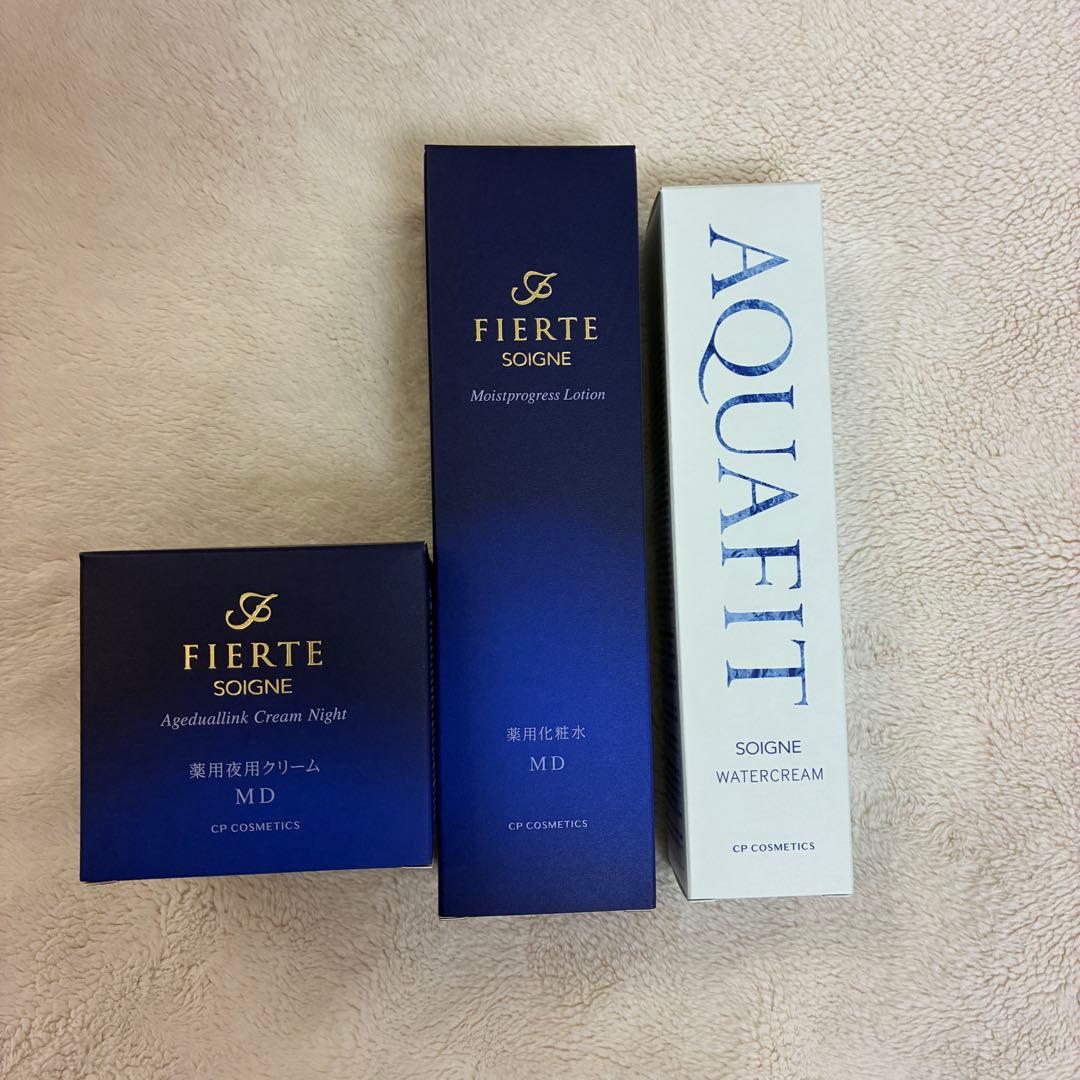 FIERTE
SOIGNE
Ageduallink Cream Night
薬用夜用クリーム
MD
CP COSMETICS
FIERTE
SOIGNE
Moistprogress Lotion
薬用化粧水
MD
CP COSMETICS
AQUAFIT
SOIGNE
WATERCREAM
CP COSMETICS